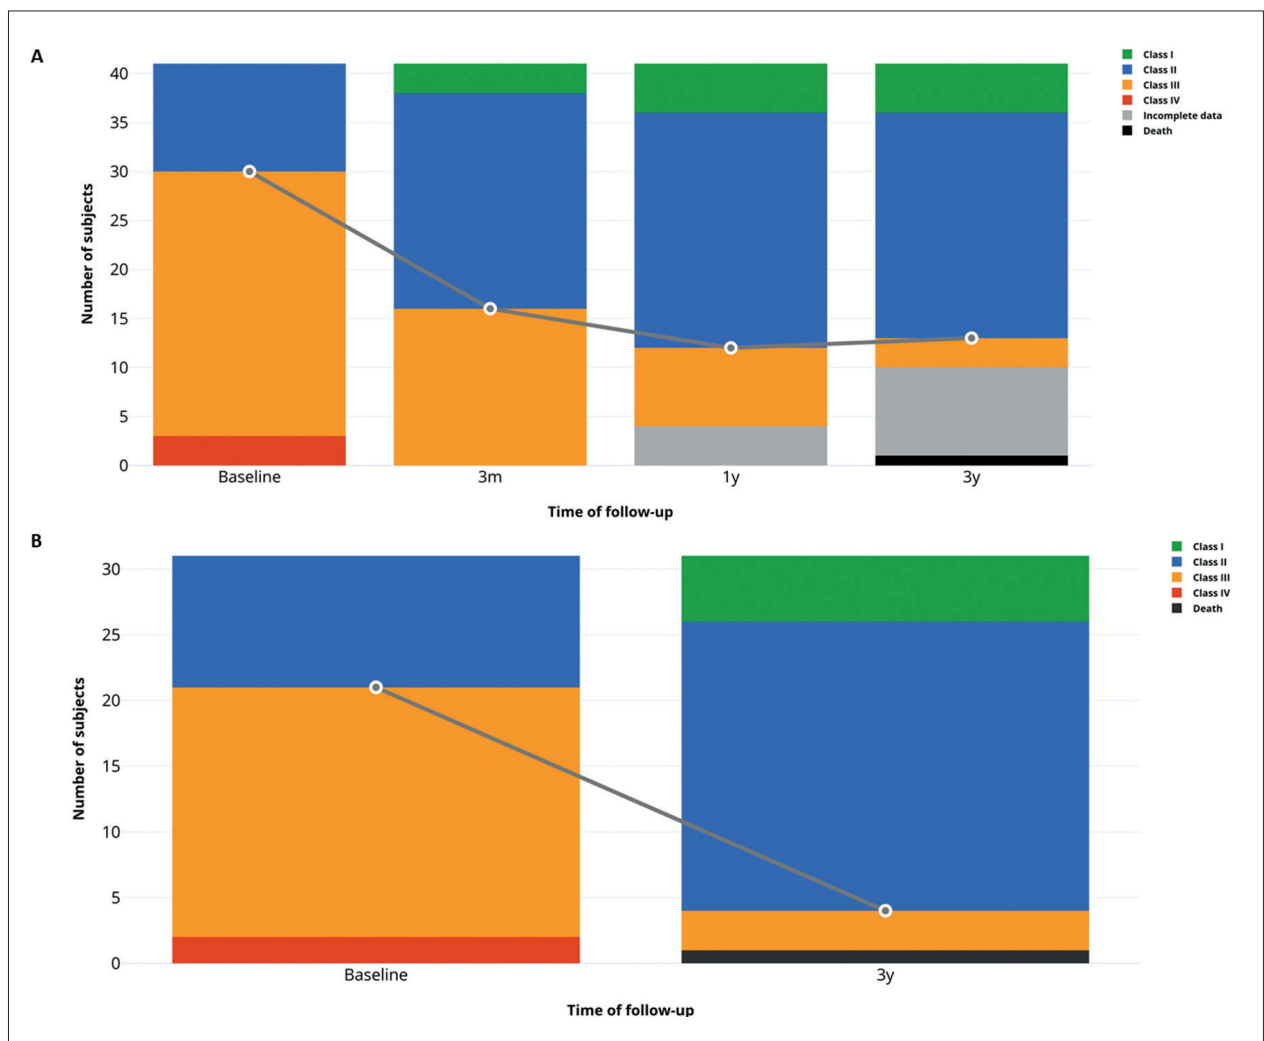 A
40
35
30
25
20
15
10
5
0
Number of subjects
Baseline
3m
1y
3y
Time of follow-up
Class I
Class II
Class III
Class IV
Incomplete data
Death
B
30
25
20
15
10
5
0
Number of subjects
Baseline
3y
Time of follow-up
Class I
Class II
Class III
Class IV
Death